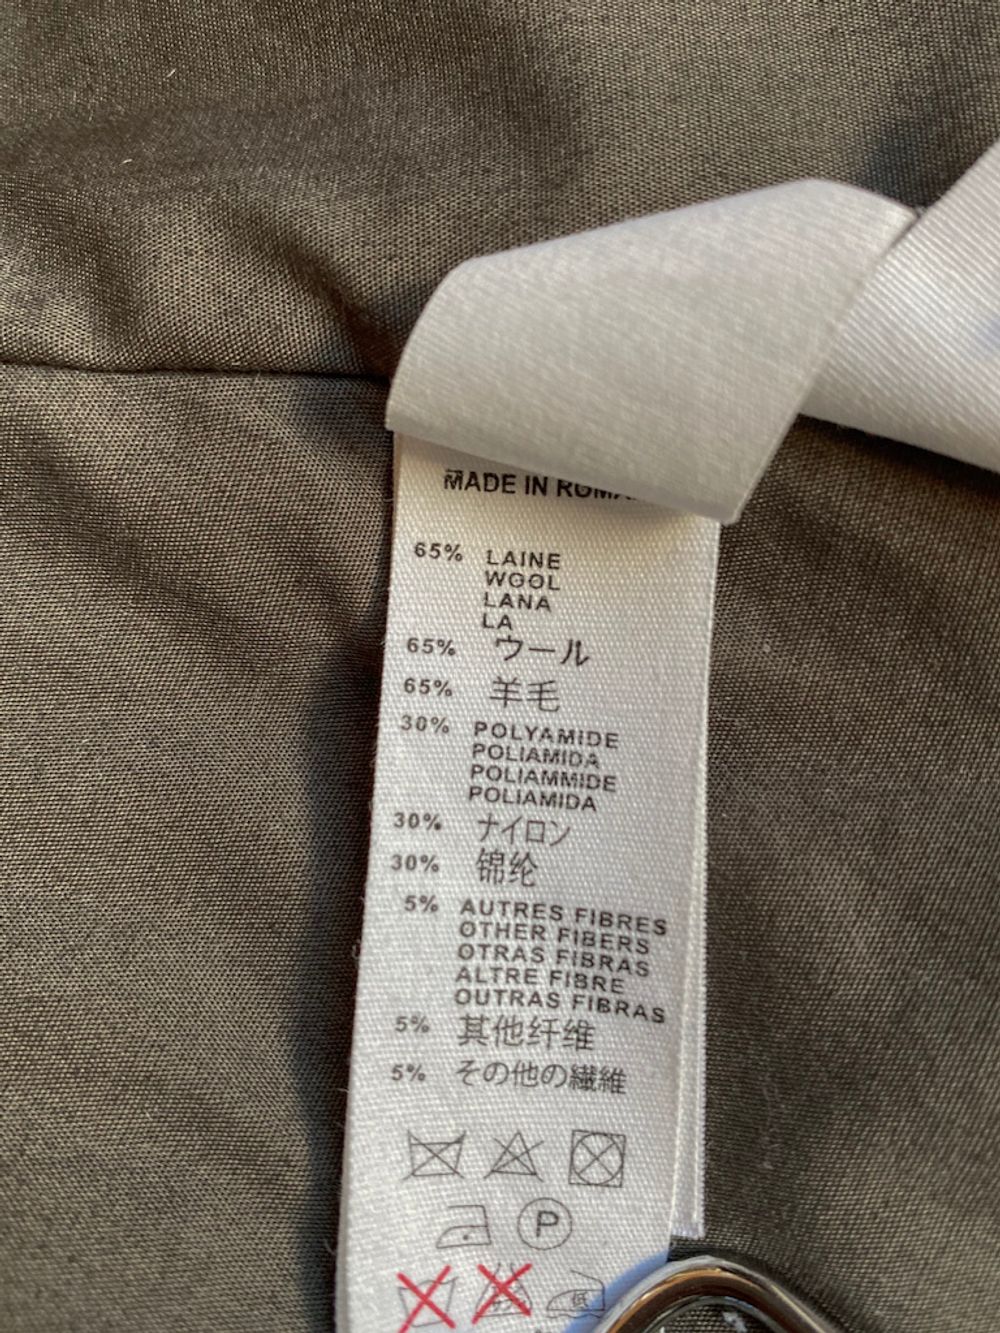 MADE IN
65% LAINE
WOOL
LANA
LA
65% ウール
65% 羊毛
30% POLYAMIDE
POLIAMIDA
POLIAMMIDE
POLIAMIDA
30% ナイロン
30% 锦纶
5% AUTRES FIBRES
OTHER FIBERS
OTRAS FIBRAS
ALTRE FIBRE
OUTRAS FIBRAS
5% 其他纤维
5% その他の繊維
P